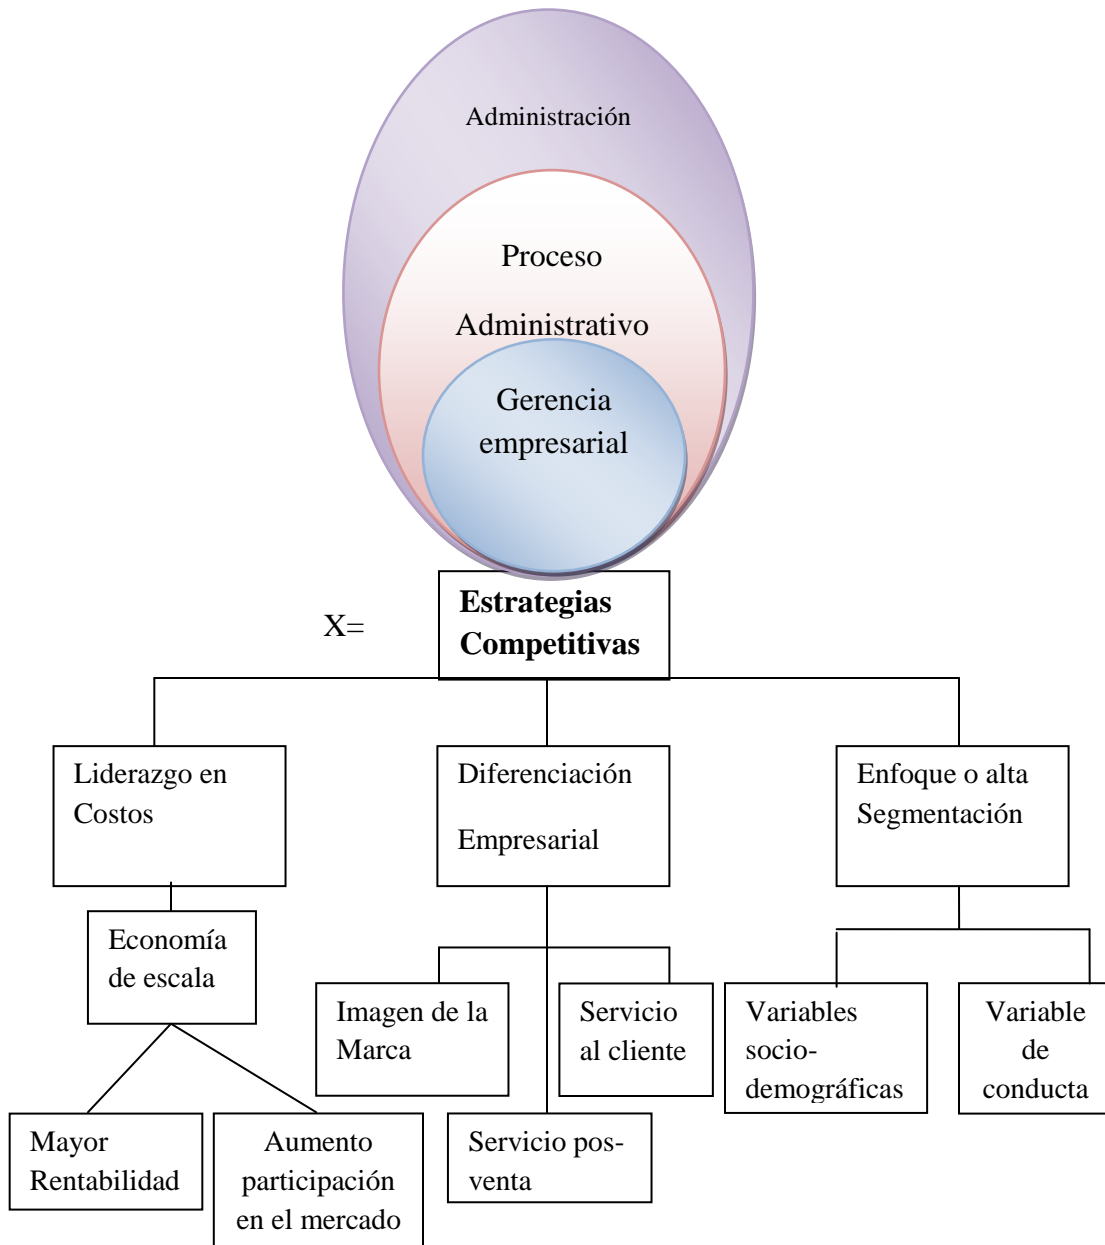 Administración
Proceso
Administrativo
Gerencia
empresarial
X=
Estrategias
Competitivas
Liderazgo en
Costos
Diferenciación
Empresarial
Enfoque o alta
Segmentación
Economía
de escala
Imagen de la
Marca
Servicio
al cliente
Variables
socio-
demográficas
Variable
de
conducta
Mayor
Rentabilidad
Aumento
participación
en el mercado
Servicio pos-
venta